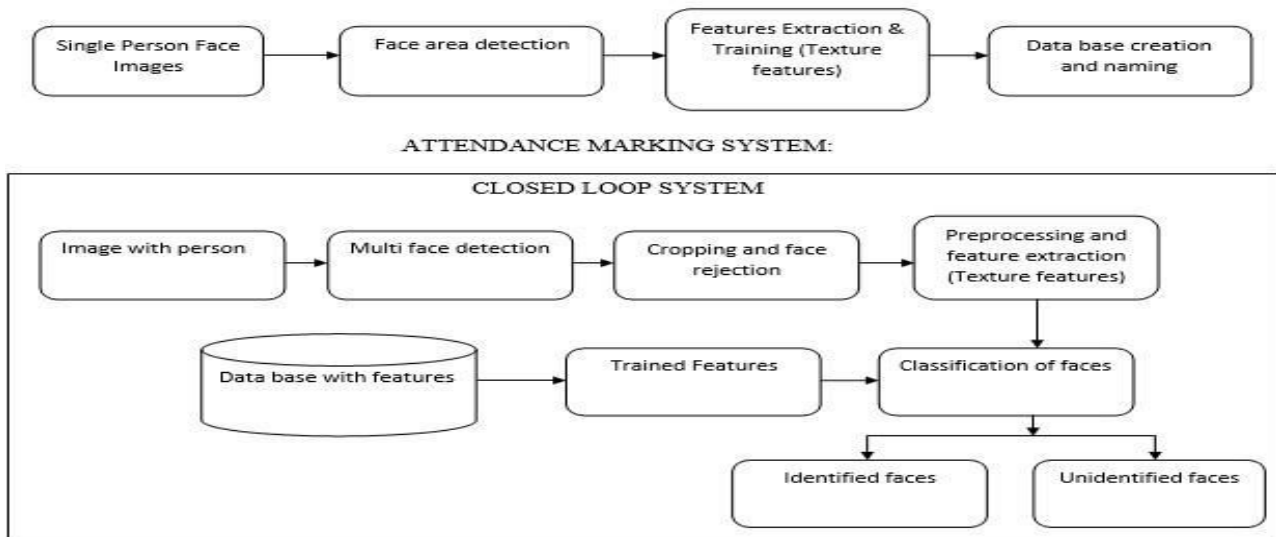 Single Person Face
Images
Face area detection
Features Extraction &
Training (Texture
features)
Data base creation
and naming
ATTENDANCE MARKING SYSTEM:
CLOSED LOOP SYSTEM
Image with person
Multi face detection
Cropping and face
rejection
Preprocessing and
feature extraction
(Texture features)
Data base with features
Trained Features
Classification of faces
Identified faces
Unidentified faces